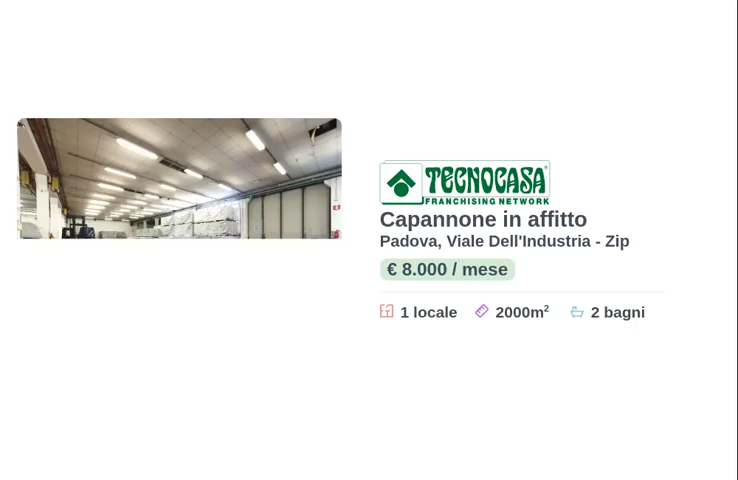 TECNOCASA
FRANCHISING NETWORK
Capannone in affitto
Padova, Viale Dell'Industria - Zip
€ 8.000 / mese
1 locale 2000m² 2 bagni